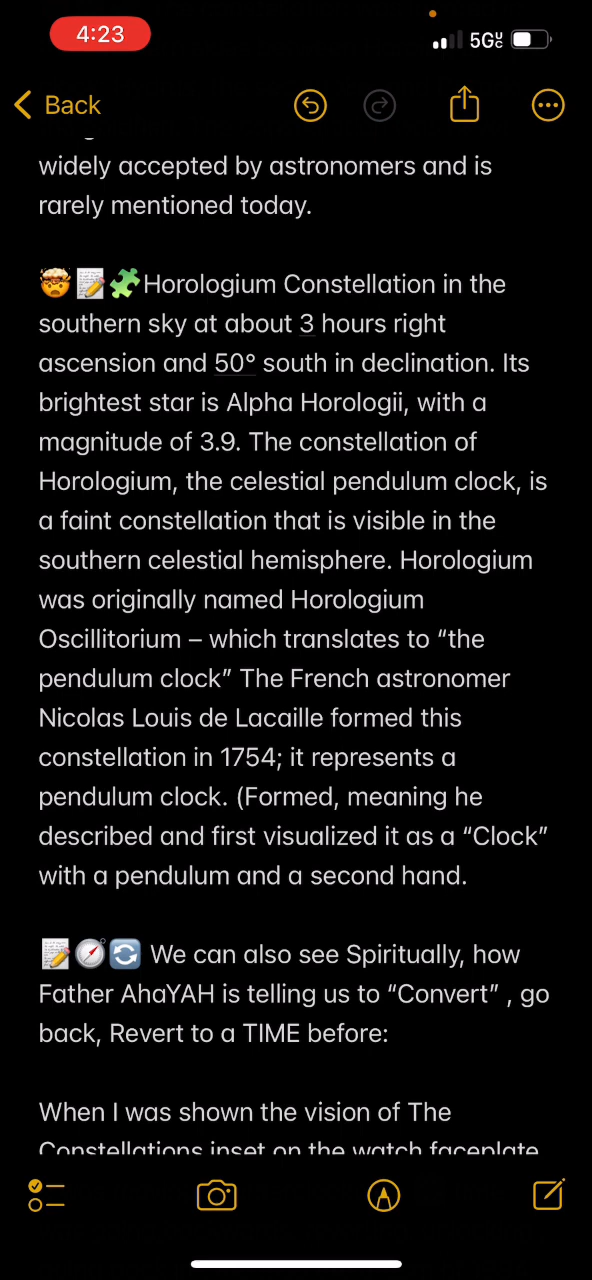 4:23
5G
Back
widely accepted by astronomers and is
rarely mentioned today.
🤯📝🧩Horologium Constellation in the
southern sky at about 3 hours right
ascension and 50° south in declination. Its
brightest star is Alpha Horologii, with a
magnitude of 3.9. The constellation of
Horologium, the celestial pendulum clock, is
a faint constellation that is visible in the
southern celestial hemisphere. Horologium
was originally named Horologium
Oscillitorium – which translates to “the
pendulum clock” The French astronomer
Nicolas Louis de Lacaille formed this
constellation in 1754; it represents a
pendulum clock. (Formed, meaning he
described and first visualized it as a “Clock”
with a pendulum and a second hand.
📝🧭🔄 We can also see Spiritually, how
Father AhaYAH is telling us to “Convert” , go
back, Revert to a TIME before:
When I was shown the vision of The
Constellations inset on the watch faceplate